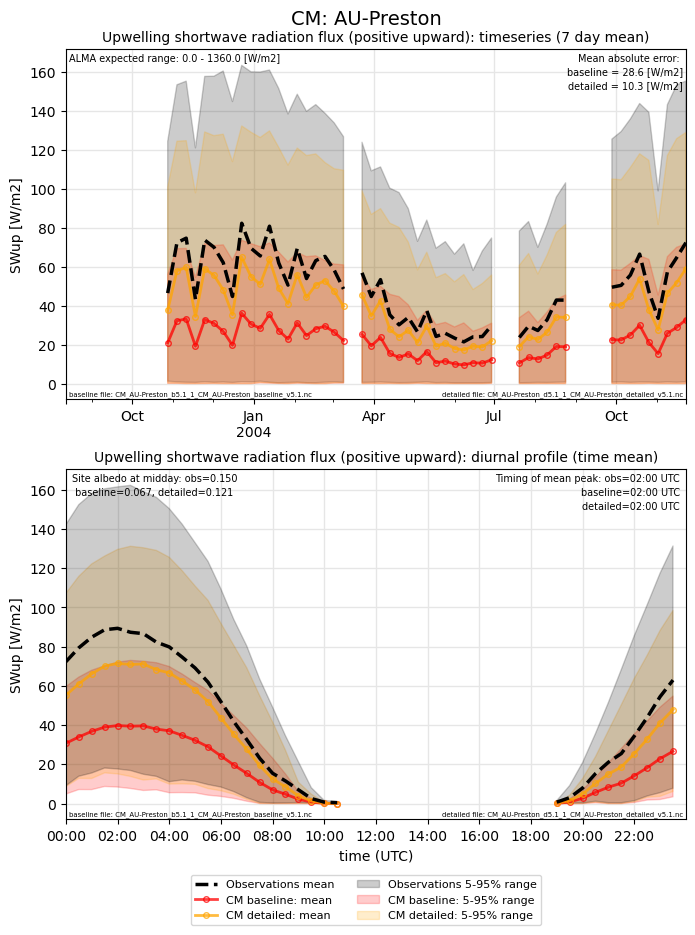 CM: AU-Preston
Upwelling shortwave radiation flux (positive upward): timeseries (7 day mean)
ALMA expected range: 0.0 - 1360.0 [W/m2]
Mean absolute error:
baseline = 28.6 [W/m2]
detailed = 10.3 [W/m2]
SWup [W/m2]
160
140
120
100
80
60
40
20
0
baseline file: CM_AU-Preston_b5.1_1_CM_AU-Preston_baseline_v5.1.nc
detailed file: CM_AU-Preston_d5.1_1_CM_AU-Preston_detailed_v5.1.nc
Oct
Jan
2004
Apr
Jul
Oct
Upwelling shortwave radiation flux (positive upward): diurnal profile (time mean)
Site albedo at midday: obs=0.150
baseline=0.067, detailed=0.121
Timing of mean peak: obs=02:00 UTC
baseline=02:00 UTC
detailed=02:00 UTC
SWup [W/m2]
160
140
120
100
80
60
40
20
0
baseline file: CM_AU-Preston_b5.1_1_CM_AU-Preston_baseline_v5.1.nc
detailed file: CM_AU-Preston_d5.1_1_CM_AU-Preston_detailed_v5.1.nc
00:00 02:00 04:00 06:00 08:00 10:00 12:00 14:00 16:00 18:00 20:00 22:00
time (UTC)
Observations mean
CM baseline: mean
CM detailed: mean
Observations 5-95% range
CM baseline: 5-95% range
CM detailed: 5-95% range